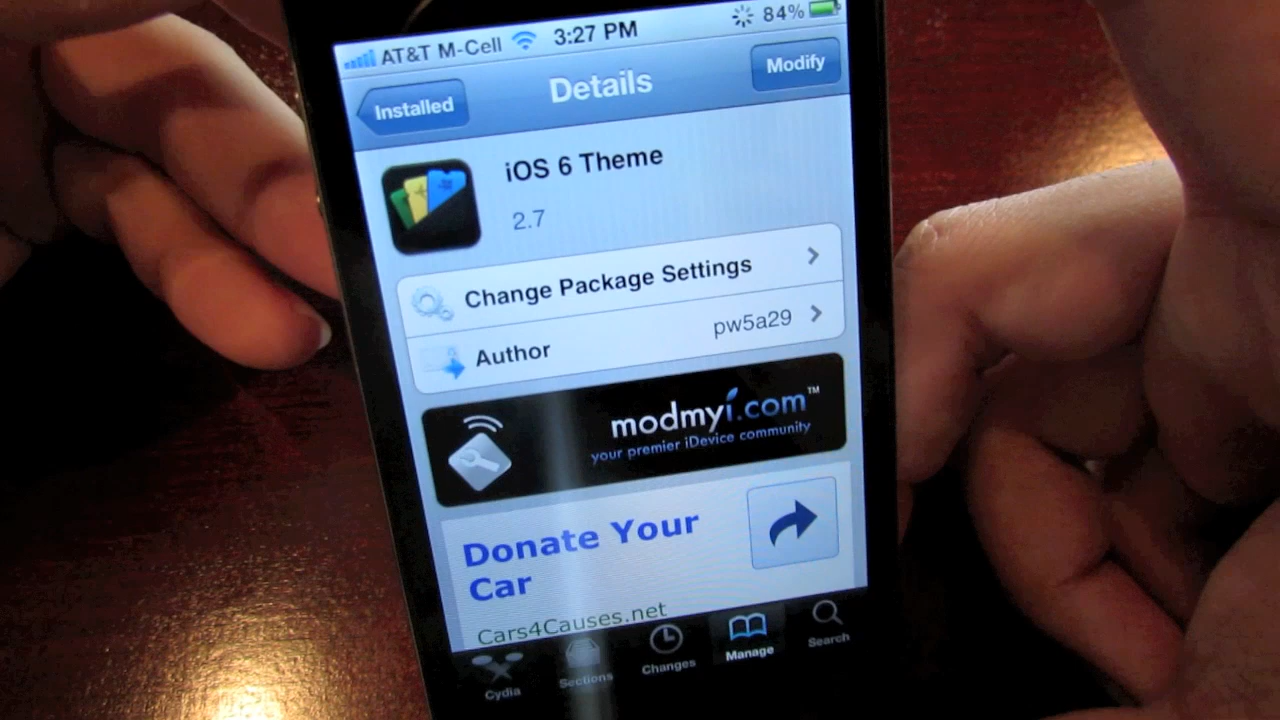 AT&T M-Cell 3:27 PM 84%
Installed Details Modify
iOS 6 Theme
2.7
Change Package Settings
Author pw5a29
modmyi.com™
your premier iDevice community
Donate Your
Car
Cars4Causes.net
Cydia Sections Changes Manage Search